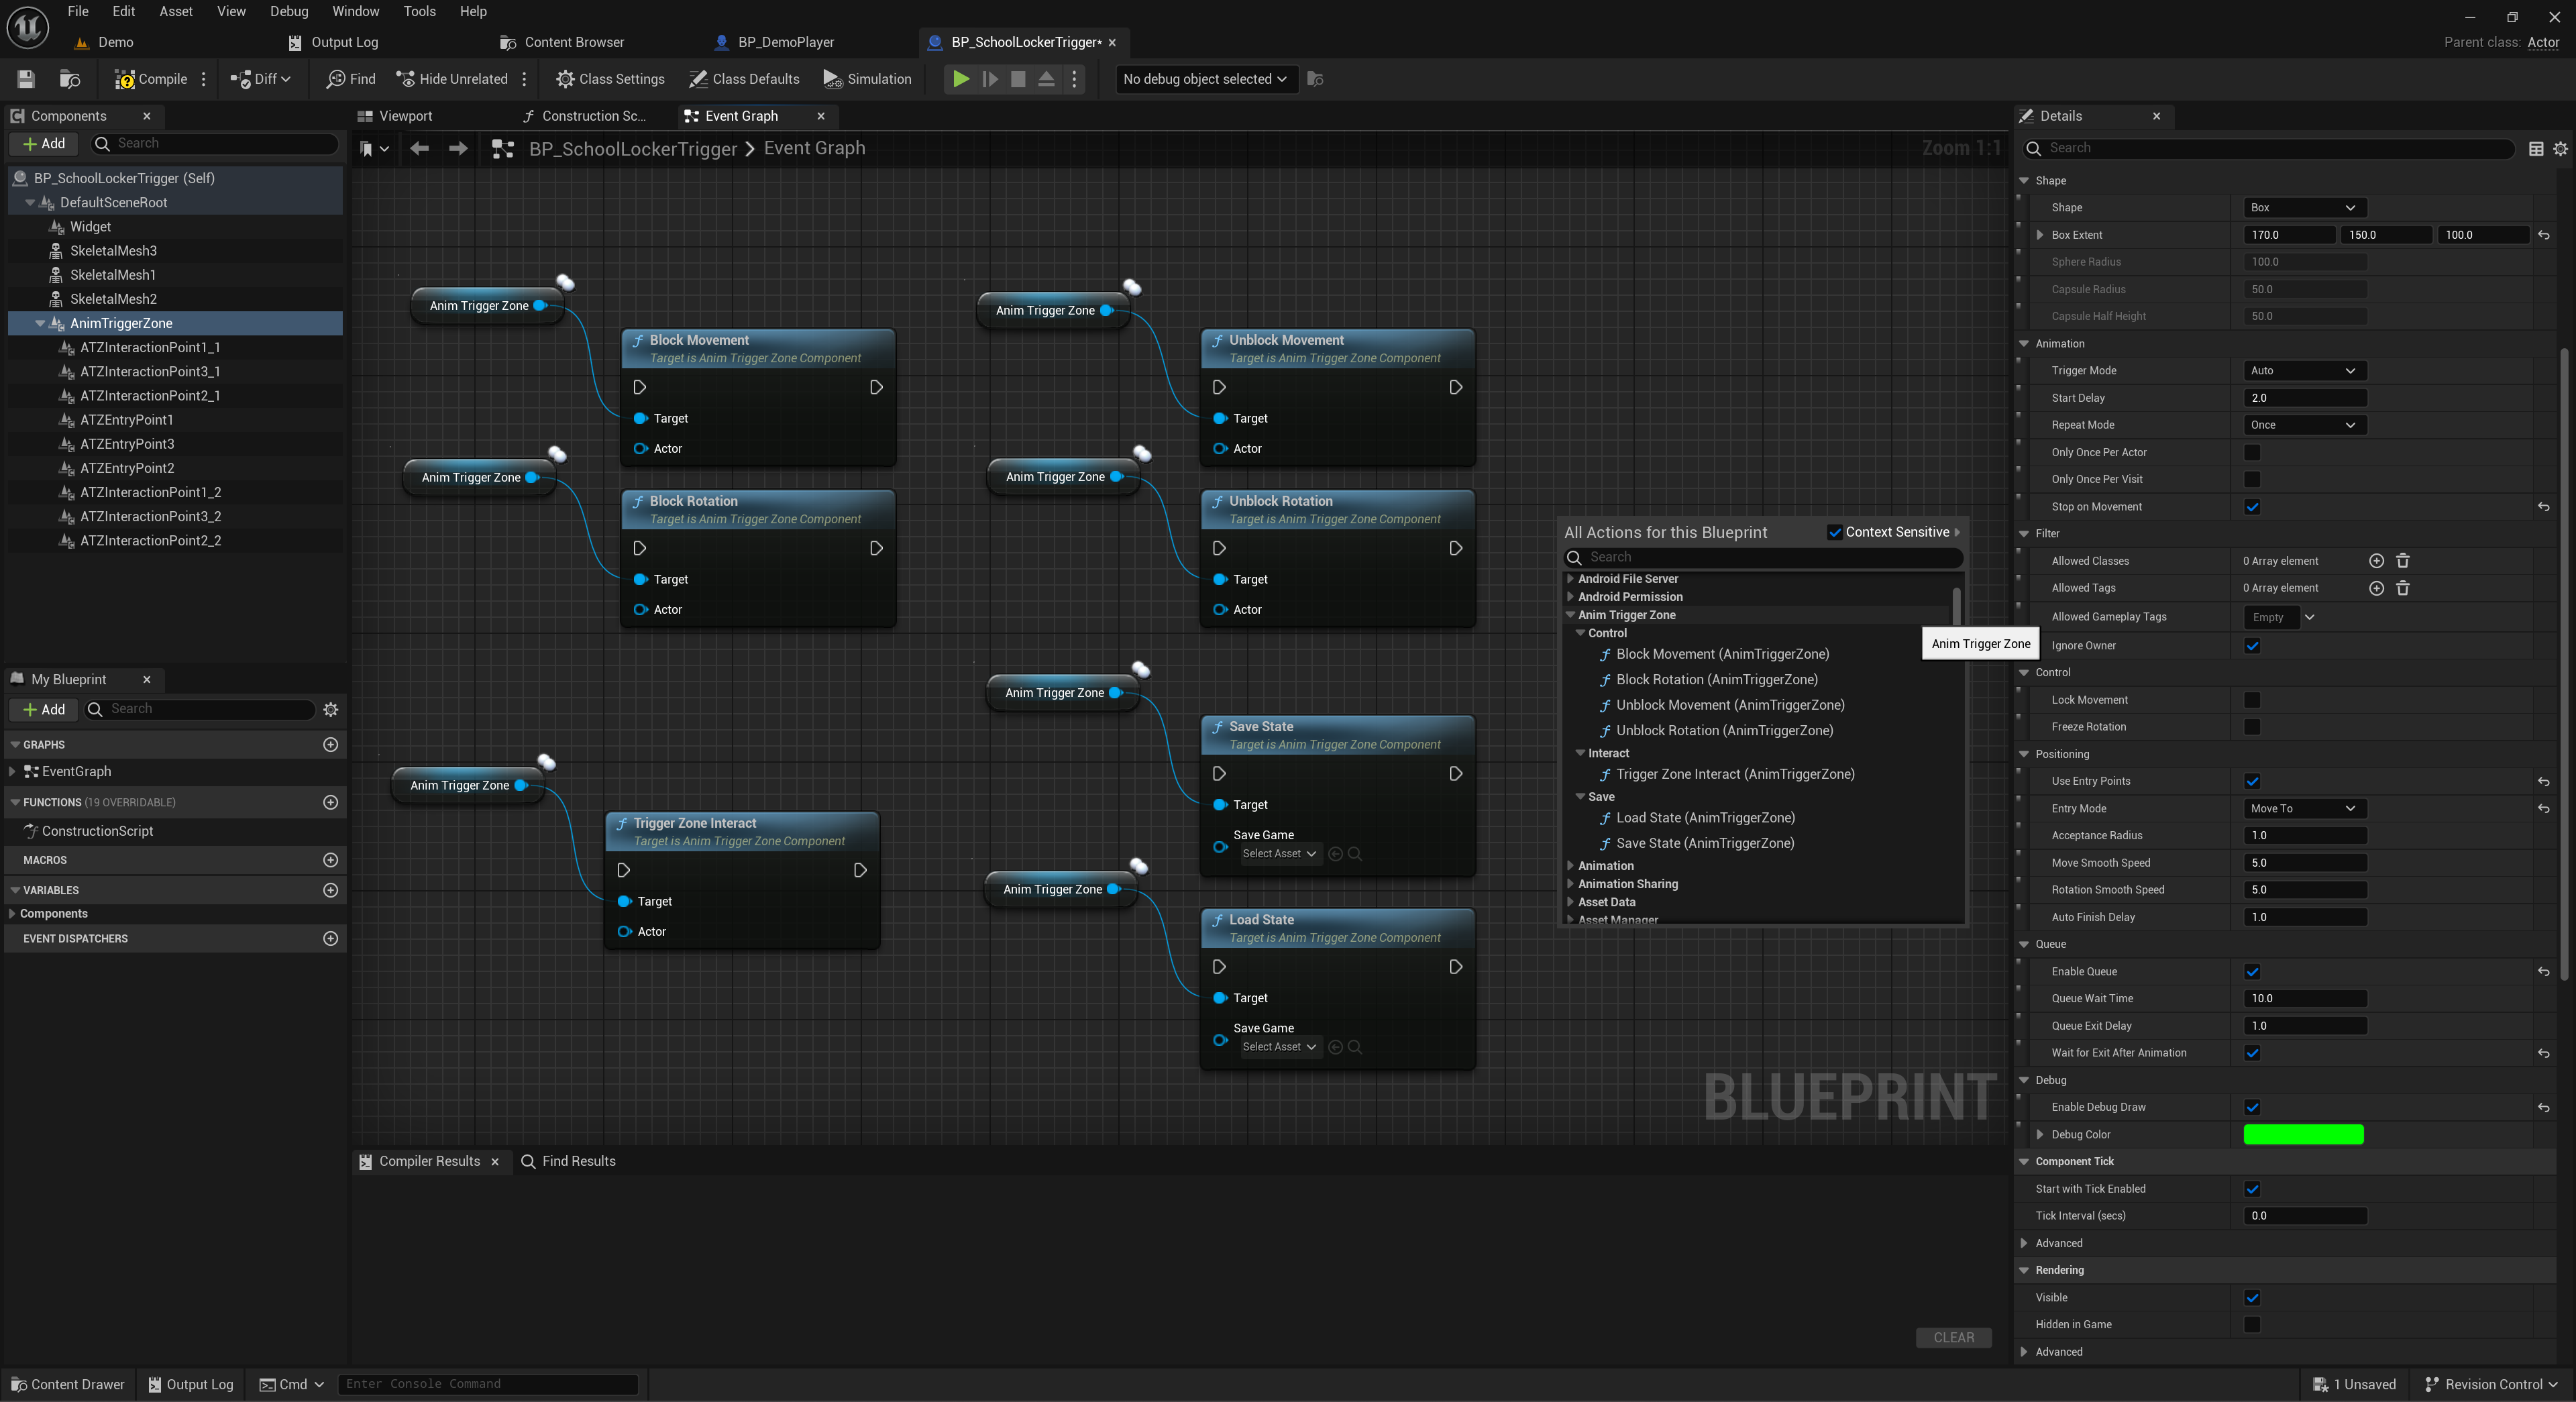 File Edit Asset View Debug Window Tools Help
Demo
Output Log
Content Browser
BP_DemoPlayer
BP_SchoolLockerTrigger*
Parent class: Actor
Compile
Diff
Find
Hide Unrelated
Class Settings
Class Defaults
Simulation
No debug object selected
Components
Add
Search
BP_SchoolLockerTrigger (Self)
DefaultSceneRoot
Widget
SkeletalMesh3
SkeletalMesh1
SkeletalMesh2
AnimTriggerZone
ATZInteractionPoint1_1
ATZInteractionPoint3_1
ATZInteractionPoint2_1
ATZEntryPoint1
ATZEntryPoint3
ATZEntryPoint2
ATZInteractionPoint1_2
ATZInteractionPoint3_2
ATZInteractionPoint2_2
My Blueprint
Add
Search
GRAPHS
EventGraph
FUNCTIONS (19 OVERRIDABLE)
ConstructionScript
MACROS
VARIABLES
Components
EVENT DISPATCHERS
Viewport
Construction Sc...
Event Graph
BP_SchoolLockerTrigger > Event Graph
Zoom 1:1
Anim Trigger Zone
Block Movement
Target is Anim Trigger Zone Component
Target
Actor
Anim Trigger Zone
Block Rotation
Target is Anim Trigger Zone Component
Target
Actor
Anim Trigger Zone
Trigger Zone Interact
Target is Anim Trigger Zone Component
Target
Actor
Anim Trigger Zone
Unblock Movement
Target is Anim Trigger Zone Component
Target
Actor
Anim Trigger Zone
Unblock Rotation
Target is Anim Trigger Zone Component
Target
Actor
Anim Trigger Zone
Save State
Target is Anim Trigger Zone Component
Target
Save Game
Select Asset
Anim Trigger Zone
Load State
Target is Anim Trigger Zone Component
Target
Save Game
Select Asset
All Actions for this Blueprint
Context Sensitive
Search
Android File Server
Android Permission
Anim Trigger Zone
Control
Block Movement (AnimTriggerZone)
Block Rotation (AnimTriggerZone)
Unblock Movement (AnimTriggerZone)
Unblock Rotation (AnimTriggerZone)
Interact
Trigger Zone Interact (AnimTriggerZone)
Save
Load State (AnimTriggerZone)
Save State (AnimTriggerZone)
Animation
Animation Sharing
Asset Data
Asset Manager
Anim Trigger Zone
BLUEPRINT
Compiler Results
Find Results
CLEAR
Details
Search
Shape
Shape Box
Box Extent 170.0 150.0 100.0
Sphere Radius 100.0
Capsule Radius 50.0
Capsule Half Height 50.0
Animation
Trigger Mode Auto
Start Delay 2.0
Repeat Mode Once
Only Once Per Actor
Only Once Per Visit
Stop on Movement
Filter
Allowed Classes 0 Array element
Allowed Tags 0 Array element
Allowed Gameplay Tags Empty
Ignore Owner
Control
Lock Movement
Freeze Rotation
Positioning
Use Entry Points
Entry Mode Move To
Acceptance Radius 1.0
Move Smooth Speed 5.0
Rotation Smooth Speed 5.0
Auto Finish Delay 1.0
Queue
Enable Queue
Queue Wait Time 10.0
Queue Exit Delay 1.0
Wait for Exit After Animation
Debug
Enable Debug Draw
Debug Color
Component Tick
Start with Tick Enabled
Tick Interval (secs) 0.0
Advanced
Rendering
Visible
Hidden in Game
Advanced
Content Drawer
Output Log
Cmd
Enter Console Command
1 Unsaved
Revision Control